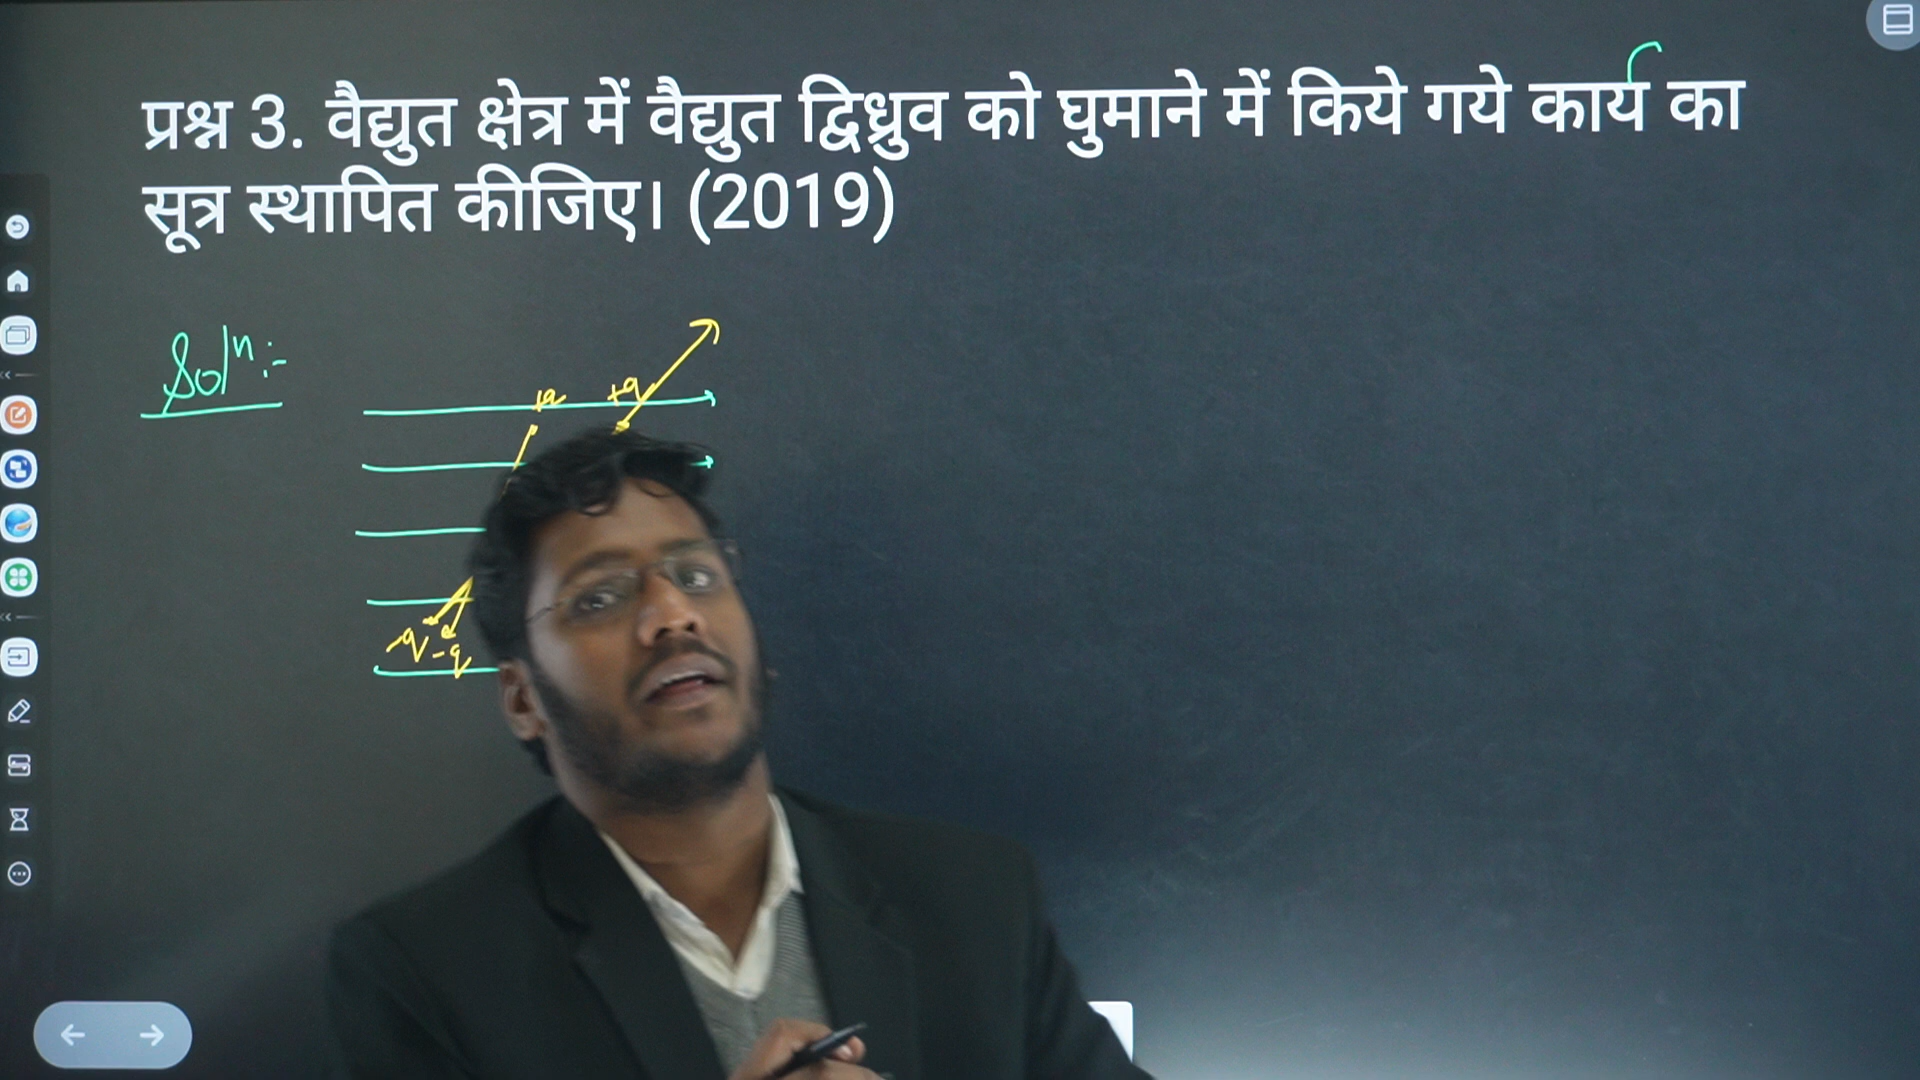 प्रश्न 3. वैद्युत क्षेत्र में वैद्युत द्विध्रुव को घुमाने में किये गये कार्य का
सूत्र स्थापित कीजिए। (2019)
Solⁿ:-
+q
-q
-q